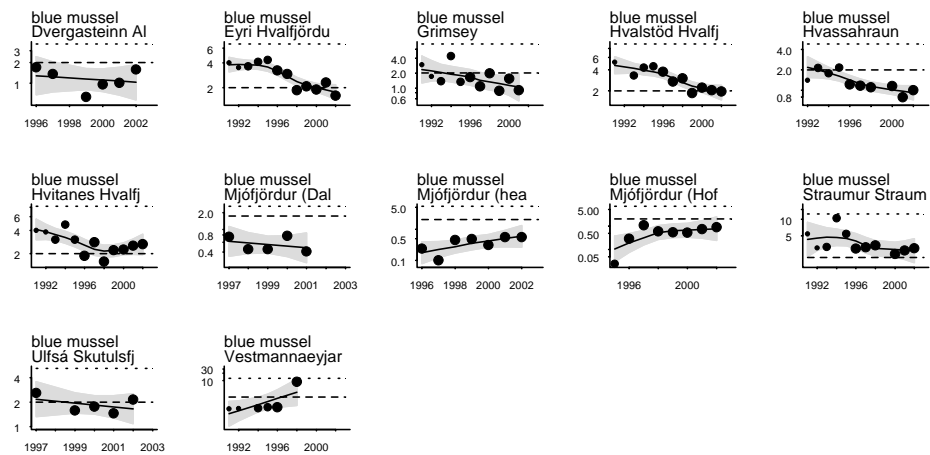 blue mussel
Dvergasteinn Al
3
2
1
1996 1998 2000 2002
blue mussel
Eyri Hvalfjördu
6
4
2
1992 1996 2000
blue mussel
Grimsey
4.0
2.0
1.0
0.6
1992 1996 2000
blue mussel
Hvalstöd Hvalfj
6
4
2
1992 1996 2000
blue mussel
Hvassahraun
4.0
2.0
0.8
1992 1996 2000
blue mussel
Hvitanes Hvalfj
6
4
2
1992 1996 2000
blue mussel
Mjófjördur (Dal
2.0
0.8
0.4
1997 1999 2001 2003
blue mussel
Mjófjördur (hea
5.0
0.5
0.1
1996 1998 2000 2002
blue mussel
Mjófjördur (Hof
5.00
0.50
0.05
1996 2000
blue mussel
Straumur Straum
10
5
1992 1996 2000
blue mussel
Ulfsá Skutulsfj
4
2
1
1997 1999 2001 2003
blue mussel
Vestmannaeyjar
30
10
1992 1996 2000